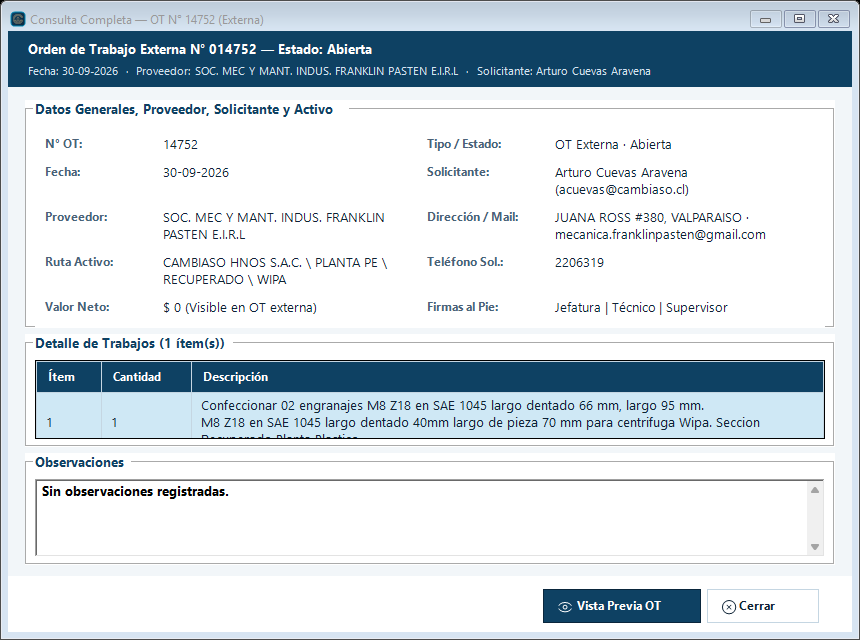 Consulta Completa — OT N° 14752 (Externa)
Orden de Trabajo Externa N° 014752 — Estado: Abierta
Fecha: 30-09-2026 · Proveedor: SOC. MEC Y MANT. INDUS. FRANKLIN PASTEN E.I.R.L · Solicitante: Arturo Cuevas Aravena
Datos Generales, Proveedor, Solicitante y Activo
N° OT: 14752 Tipo / Estado: OT Externa · Abierta
Fecha: 30-09-2026 Solicitante: Arturo Cuevas Aravena
(acuevas@cambiaso.cl)
Proveedor: SOC. MEC Y MANT. INDUS. FRANKLIN Dirección / Mail: JUANA ROSS #380, VALPARAISO ·
PASTEN E.I.R.L mecanica.franklinpasten@gmail.com
Ruta Activo: CAMBIASO HNOS S.A.C. \ PLANTA PE \ Teléfono Sol.: 2206319
RECUPERADO \ WIPA
Valor Neto: $ 0 (Visible en OT externa) Firmas al Pie: Jefatura | Técnico | Supervisor
Detalle de Trabajos (1 ítem(s))
Ítem Cantidad Descripción
Confeccionar 02 engranajes M8 Z18 en SAE 1045 largo dentado 66 mm, largo 95 mm.
1 1 M8 Z18 en SAE 1045 largo dentado 40mm largo de pieza 70 mm para centrifuga Wipa. Seccion
Recuperado Planta Plastico
Observaciones
Sin observaciones registradas.
Vista Previa OT Cerrar